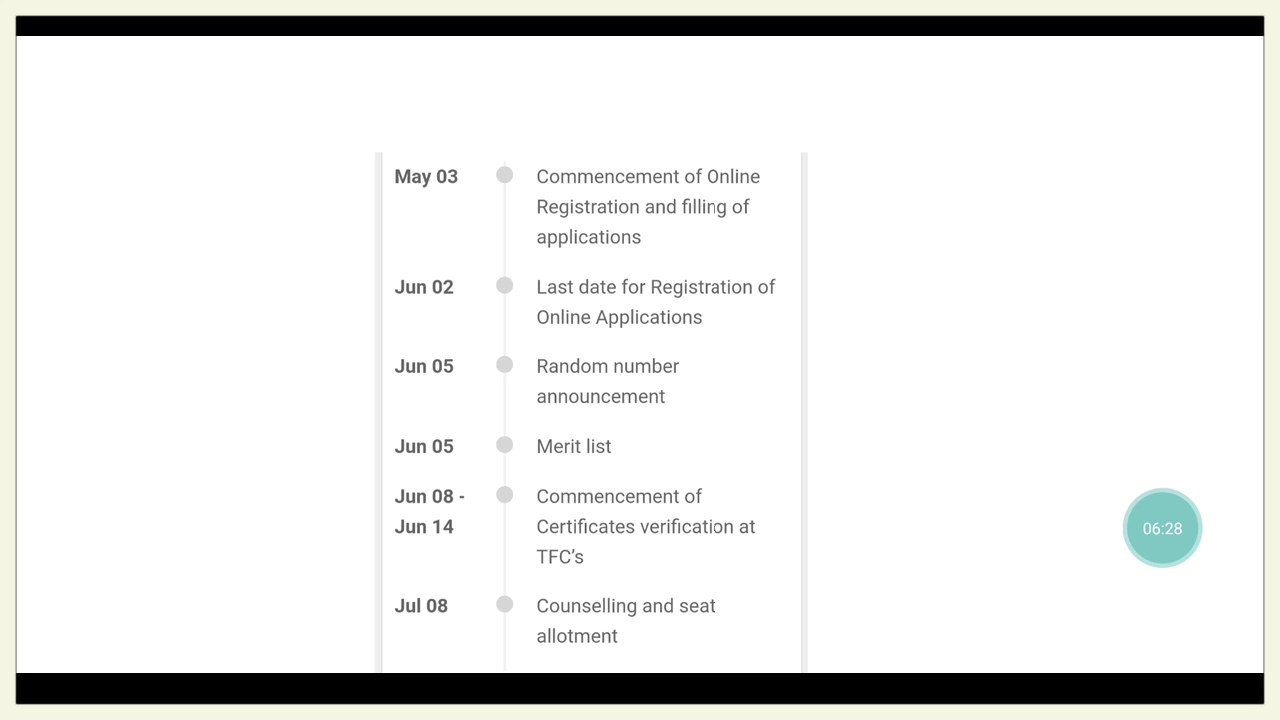 May 03
Commencement of Online
Registration and filling of
applications
Jun 02
Last date for Registration of
Online Applications
Jun 05
Random number
announcement
Jun 05
Merit list
Jun 08 -
Jun 14
Commencement of
Certificates verification at
TFC’s
Jul 08
Counselling and seat
allotment
06:28